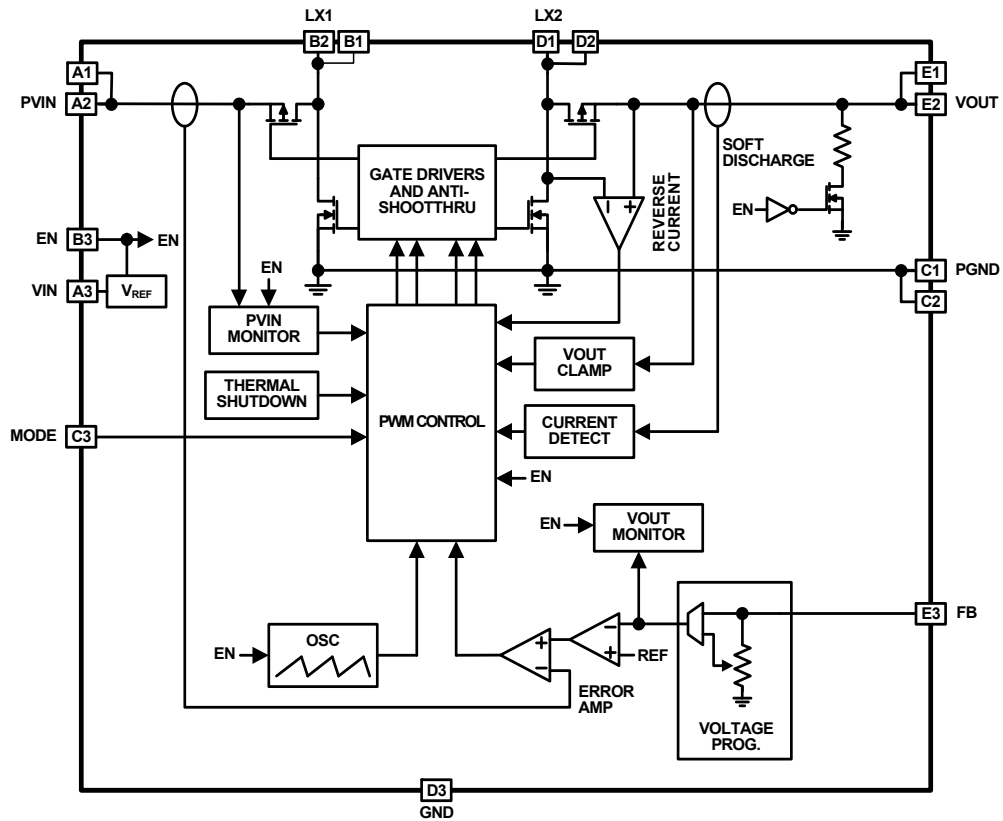 LX1
LX2
B2 B1
D1 D2
A1
PVIN A2
E1
E2 VOUT
SOFT
DISCHARGE
GATE DRIVERS
AND ANTI-
SHOOTTHRU
REVERSE
CURRENT
EN
EN B3 EN
VIN A3 VREF
EN
C1 PGND
C2
PVIN
MONITOR
VOUT
CLAMP
THERMAL
SHUTDOWN
PWM CONTROL
CURRENT
DETECT
MODE C3
EN
EN
VOUT
MONITOR
E3 FB
EN
OSC
+
–
–
+
REF
ERROR
AMP
VOLTAGE
PROG.
D3
GND